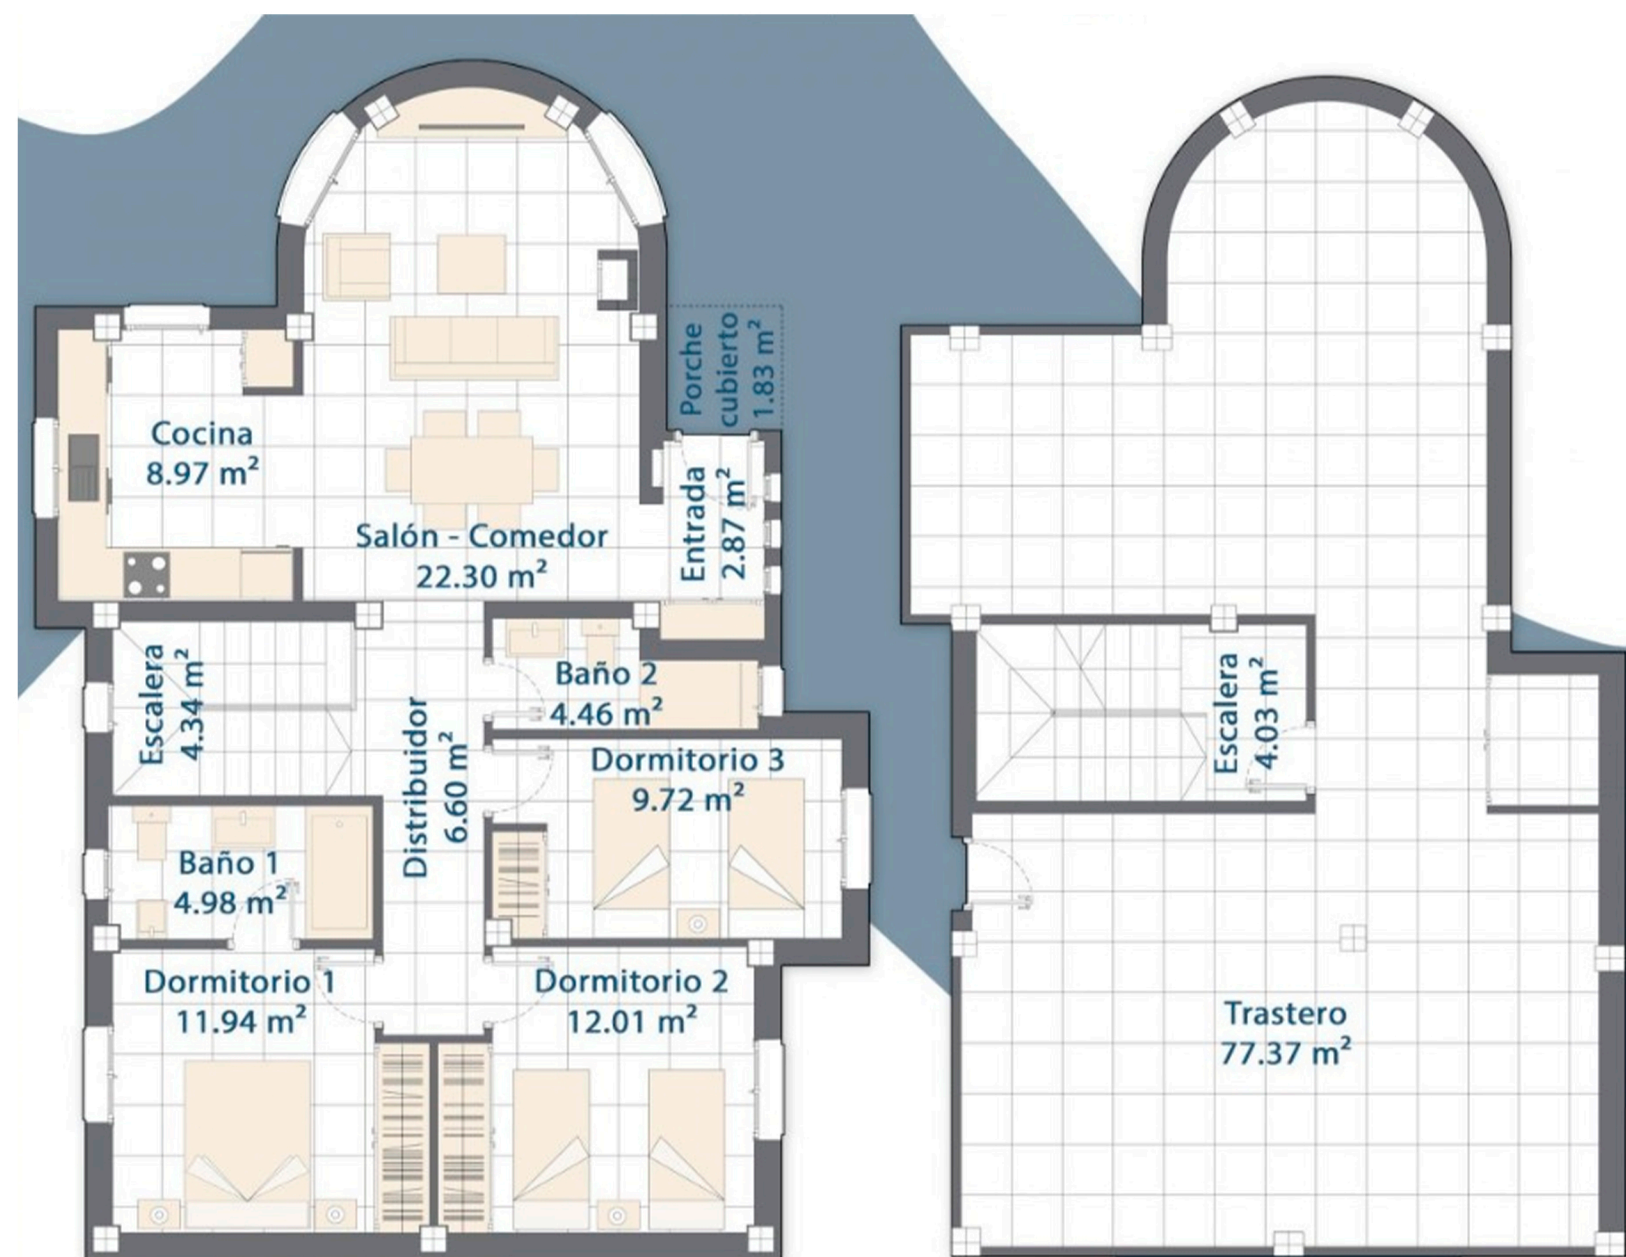 Porche
cubierto
1.83 m²
Cocina
8.97 m²
Salón - Comedor
22.30 m²
Entrada
2.87 m²
Escalera
4.34 m²
Baño 2
4.46 m²
Distribuidor
6.60 m²
Dormitorio 3
9.72 m²
Baño 1
4.98 m²
Dormitorio 1
11.94 m²
Dormitorio 2
12.01 m²
Escalera
4.03 m²
Trastero
77.37 m²